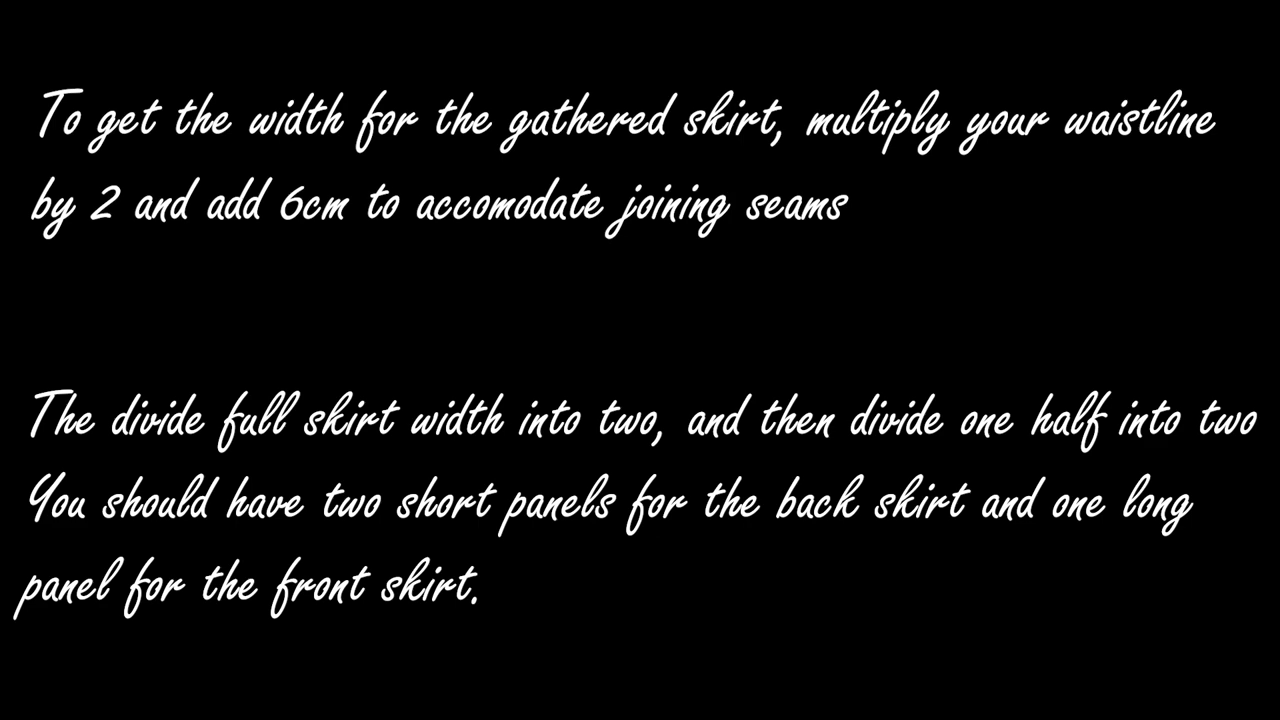 To get the width for the gathered skirt, multiply your waistline
by 2 and add 6cm to accomodate joining seams
The divide full skirt width into two, and then divide one half into two
You should have two short panels for the back skirt and one long
panel for the front skirt.